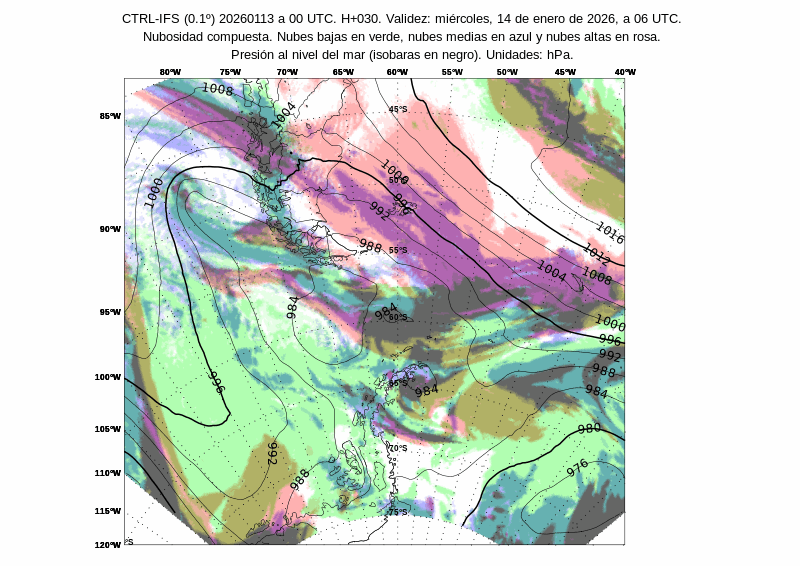 CTRL-IFS (0.1º) 20260113 a 00 UTC. H+030. Validez: miércoles, 14 de enero de 2026, a 06 UTC.
Nubosidad compuesta. Nubes bajas en verde, nubes medias en azul y nubes altas en rosa.
Presión al nivel del mar (isobaras en negro). Unidades: hPa.
80°W 75°W 70°W 65°W 60°W 55°W 50°W 45°W 40°W
1008
1004
45°S
85°W
1000
50°S
1000
996
992
1016
90°W
988
55°S
1012
1004
1008
95°W
984
984
60°S
1000
996
992
988
100°W
996
65°S
984
984
105°W
980
70°S
992
976
110°W
988
115°W
75°S
120°W
°S